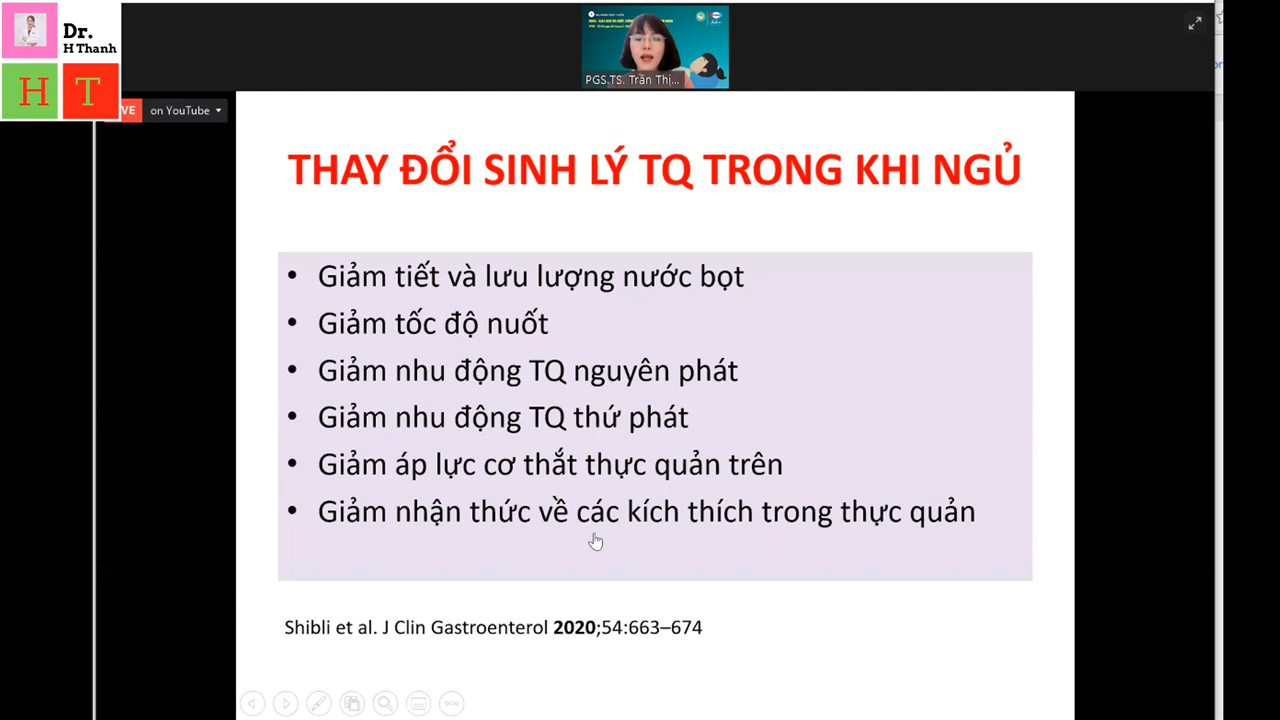 Dr.
H Thanh
H T
VE on YouTube
PGS.TS. Trần Thị...
THAY ĐỔI SINH LÝ TQ TRONG KHI NGỦ
• Giảm tiết và lưu lượng nước bọt
• Giảm tốc độ nuốt
• Giảm nhu động TQ nguyên phát
• Giảm nhu động TQ thứ phát
• Giảm áp lực cơ thắt thực quản trên
• Giảm nhận thức về các kích thích trong thực quản
Shibli et al. J Clin Gastroenterol 2020;54:663–674